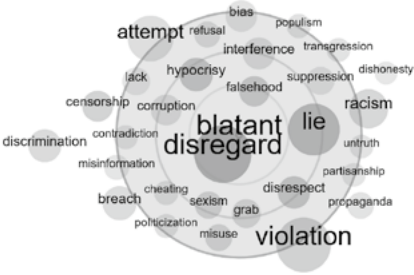 bias
populism
attempt
refusal
interference
transgression
hypocrisy
dishonesty
lack
suppression
falsehood
censorship
corruption
racism
blatant
lie
discrimination
contradiction
disregard
untruth
misinformation
partisanship
cheating
disrespect
breach
sexism
propaganda
grab
politicization
misuse
violation